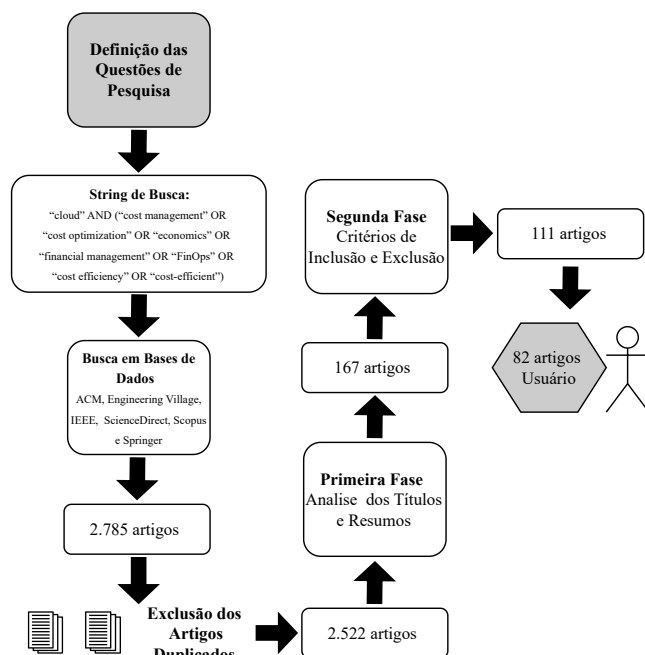 Definição das
Questões de
Pesquisa
String de Busca:
“cloud” AND (“cost management” OR
“cost optimization” OR “economics” OR
“financial management” OR “FinOps” OR
“cost efficiency” OR “cost-efficient”)
Busca em Bases de
Dados
ACM, Engineering Village,
IEEE, ScienceDirect, Scopus
e Springer
2.785 artigos
Exclusão dos
Artigos
Duplicados
2.522 artigos
Primeira Fase
Analise dos Títulos
e Resumos
167 artigos
Segunda Fase
Critérios de
Inclusão e Exclusão
111 artigos
82 artigos
Usuário